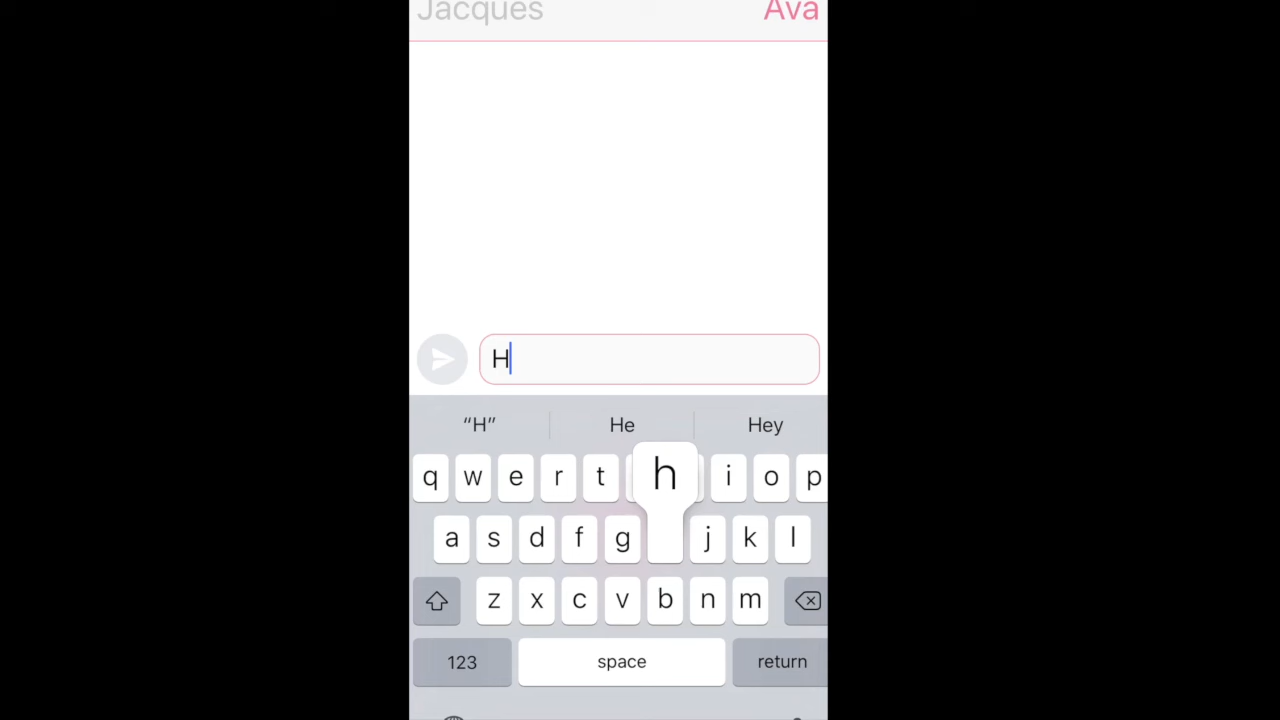 Jacques Ava
H
“H” He Hey
q w e r t h i o p
a s d f g j k l
z x c v b n m
123 space return